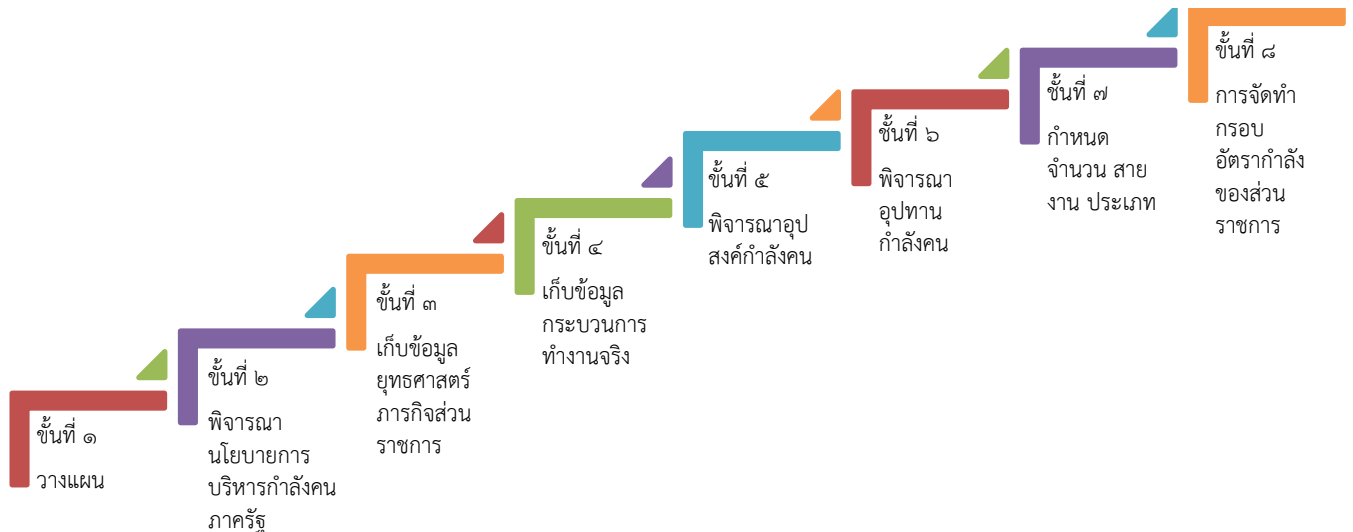 ขั้นที่ ๑
วางแผน
ขั้นที่ ๒
พิจารณา
นโยบายการ
บริหารกำลังคน
ภาครัฐ
ขั้นที่ ๓
เก็บข้อมูล
ยุทธศาสตร์
ภารกิจส่วน
ราชการ
ขั้นที่ ๔
เก็บข้อมูล
กระบวนการ
ทำงานจริง
ขั้นที่ ๕
พิจารณาอุป
สงค์กำลังคน
ชั้นที่ ๖
พิจารณา
อุปทาน
กำลังคน
ชั้นที่ ๗
กำหนด
จำนวน สาย
งาน ประเภท
ขั้นที่ ๘
การจัดทำ
กรอบ
อัตรากำลัง
ของส่วน
ราชการ